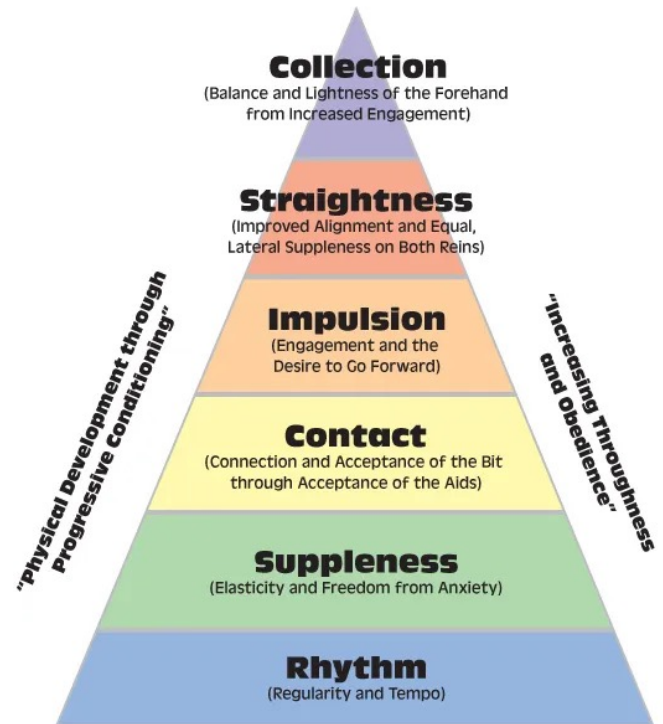 Collection
(Balance and Lightness of the Forehand
from Increased Engagement)
Straightness
(Improved Alignment and Equal,
Lateral Suppleness on Both Reins)
Impulsion
(Engagement and the
Desire to Go Forward)
Contact
(Connection and Acceptance of the Bit
through Acceptance of the Aids)
Suppleness
(Elasticity and Freedom from Anxiety)
Rhythm
(Regularity and Tempo)
"Physical Development through
Progressive Conditioning"
"Increasing Throughness
and Obedience"